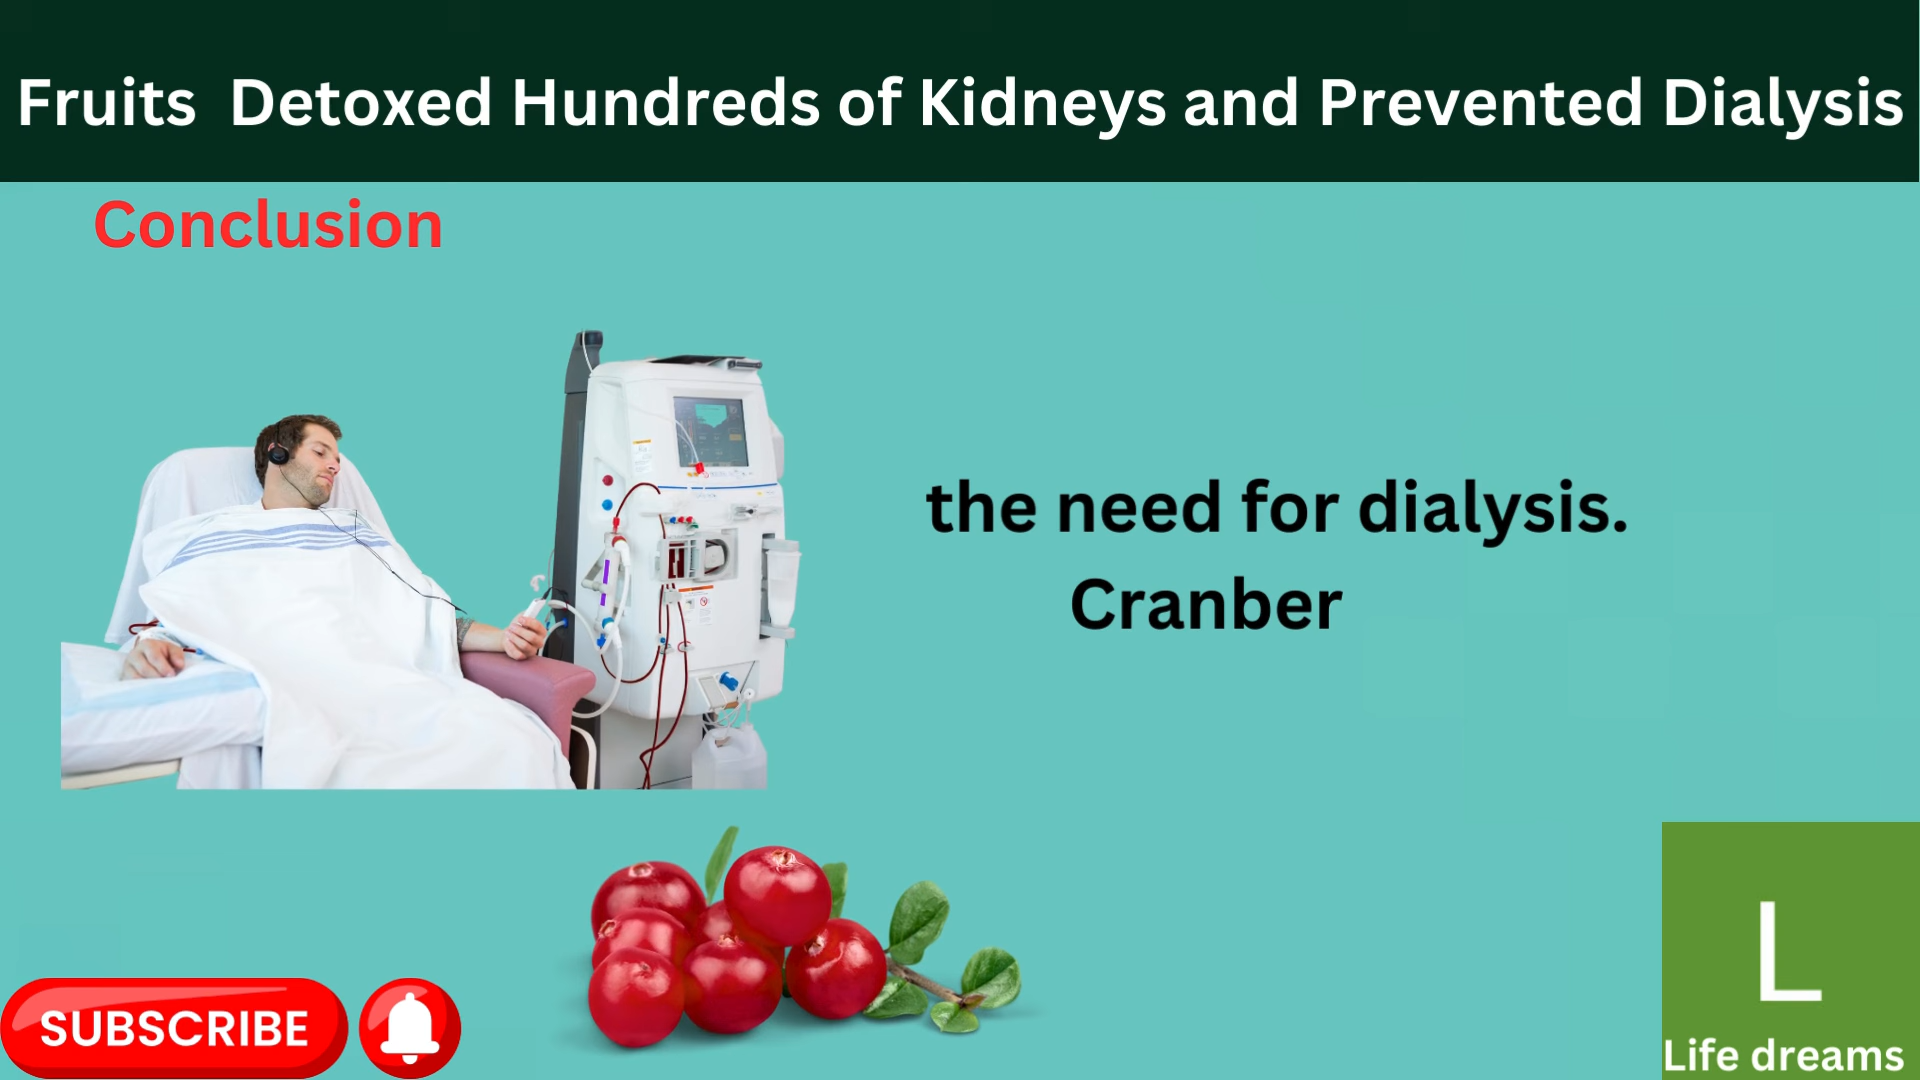 Fruits Detoxed Hundreds of Kidneys and Prevented Dialysis
Conclusion
the need for dialysis.
Cranber
SUBSCRIBE
L
Life dreams